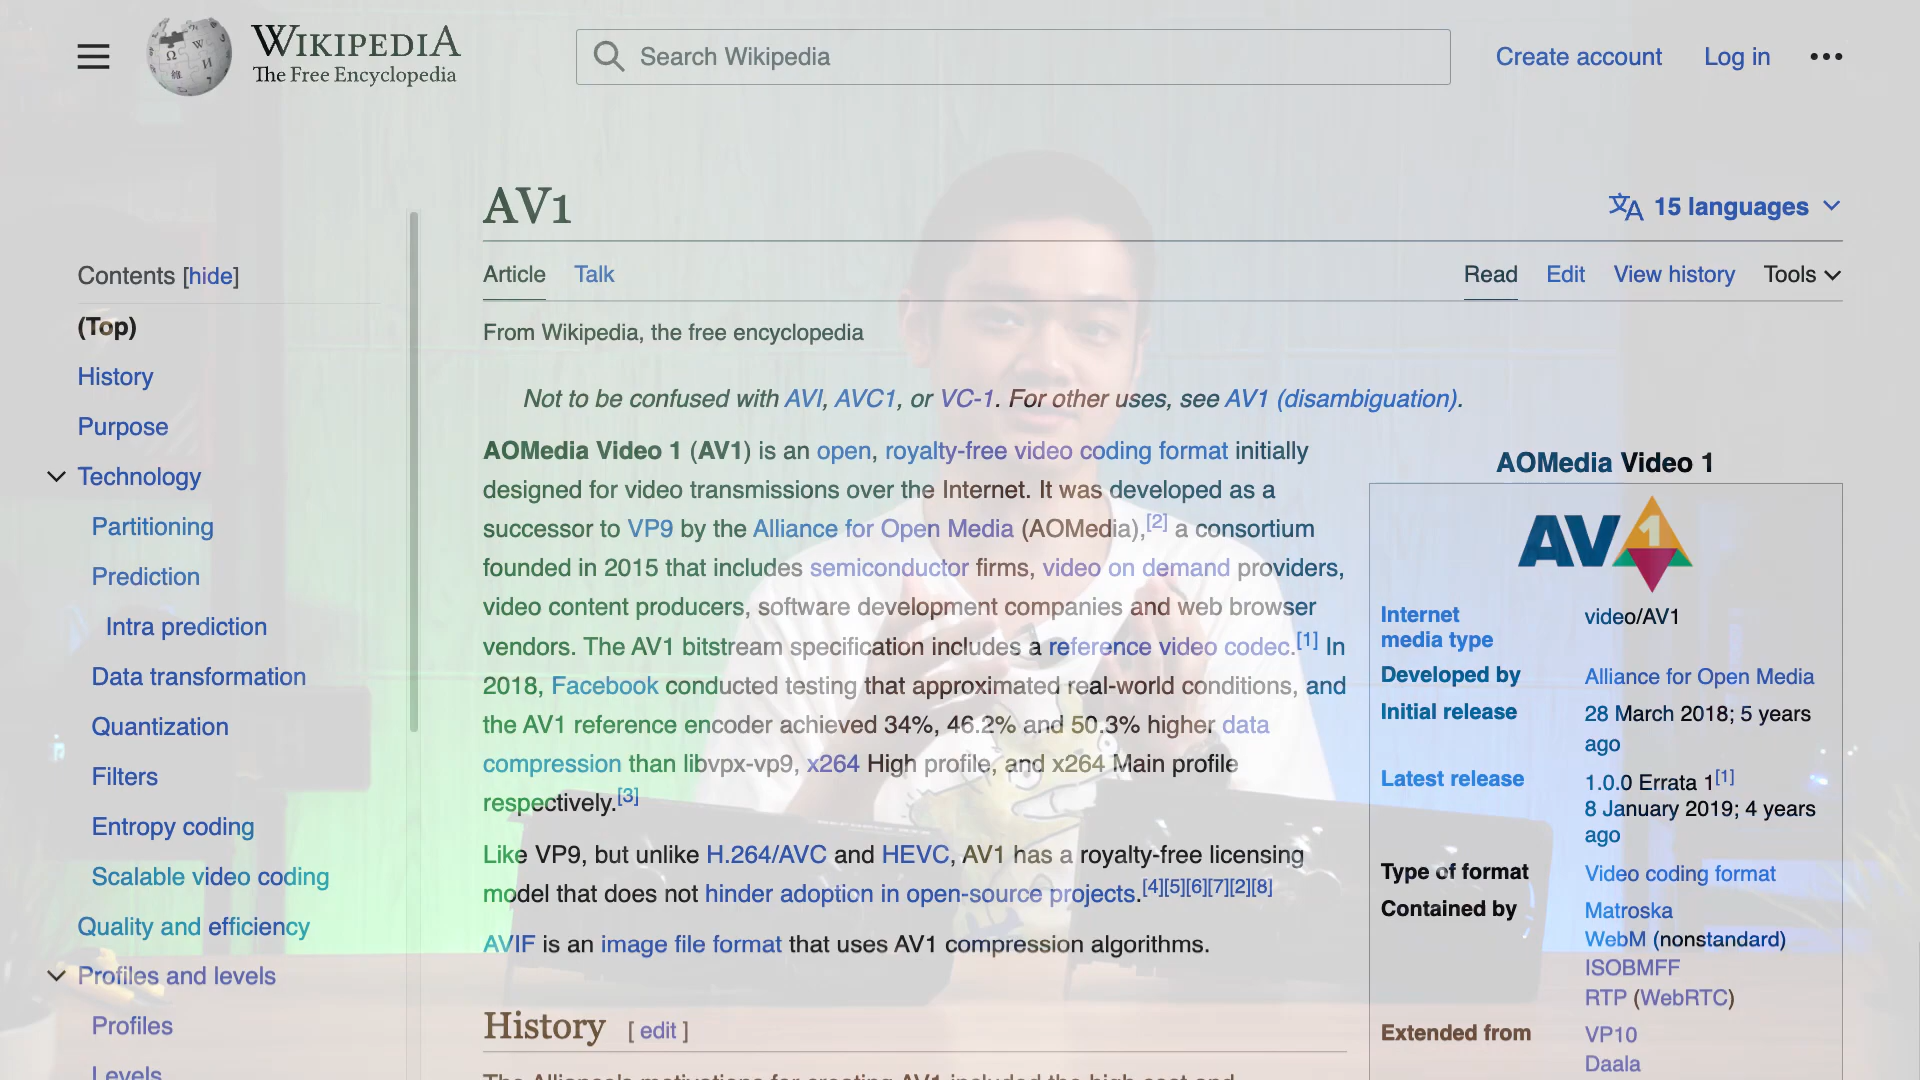 WIKIPEDIA
The Free Encyclopedia
Search Wikipedia
Create account
Log in
AV1
15 languages
Contents [hide]
(Top)
History
Purpose
Technology
Partitioning
Prediction
Intra prediction
Data transformation
Quantization
Filters
Entropy coding
Scalable video coding
Quality and efficiency
Profiles and levels
Profiles
Levels
Article Talk
Read Edit View history Tools
From Wikipedia, the free encyclopedia
Not to be confused with AVI, AVC1, or VC-1. For other uses, see AV1 (disambiguation).
AOMedia Video 1 (AV1) is an open, royalty-free video coding format initially
designed for video transmissions over the Internet. It was developed as a
successor to VP9 by the Alliance for Open Media (AOMedia),[2] a consortium
founded in 2015 that includes semiconductor firms, video on demand providers,
video content producers, software development companies and web browser
vendors. The AV1 bitstream specification includes a reference video codec.[1] In
2018, Facebook conducted testing that approximated real-world conditions, and
the AV1 reference encoder achieved 34%, 46.2% and 50.3% higher data
compression than libvpx-vp9, x264 High profile, and x264 Main profile
respectively.[3]
Like VP9, but unlike H.264/AVC and HEVC, AV1 has a royalty-free licensing
model that does not hinder adoption in open-source projects.[4][5][6][7][2][8]
AVIF is an image file format that uses AV1 compression algorithms.
History [ edit ]
The Alliance's motivations for creating AV1 included the high cost and
AOMedia Video 1
AV1
Internet media type
video/AV1
Developed by
Alliance for Open Media
Initial release
28 March 2018; 5 years
ago
Latest release
1.0.0 Errata 1[1]
8 January 2019; 4 years
ago
Type of format
Video coding format
Contained by
Matroska
WebM (nonstandard)
ISOBMFF
RTP (WebRTC)
Extended from
VP10
Daala